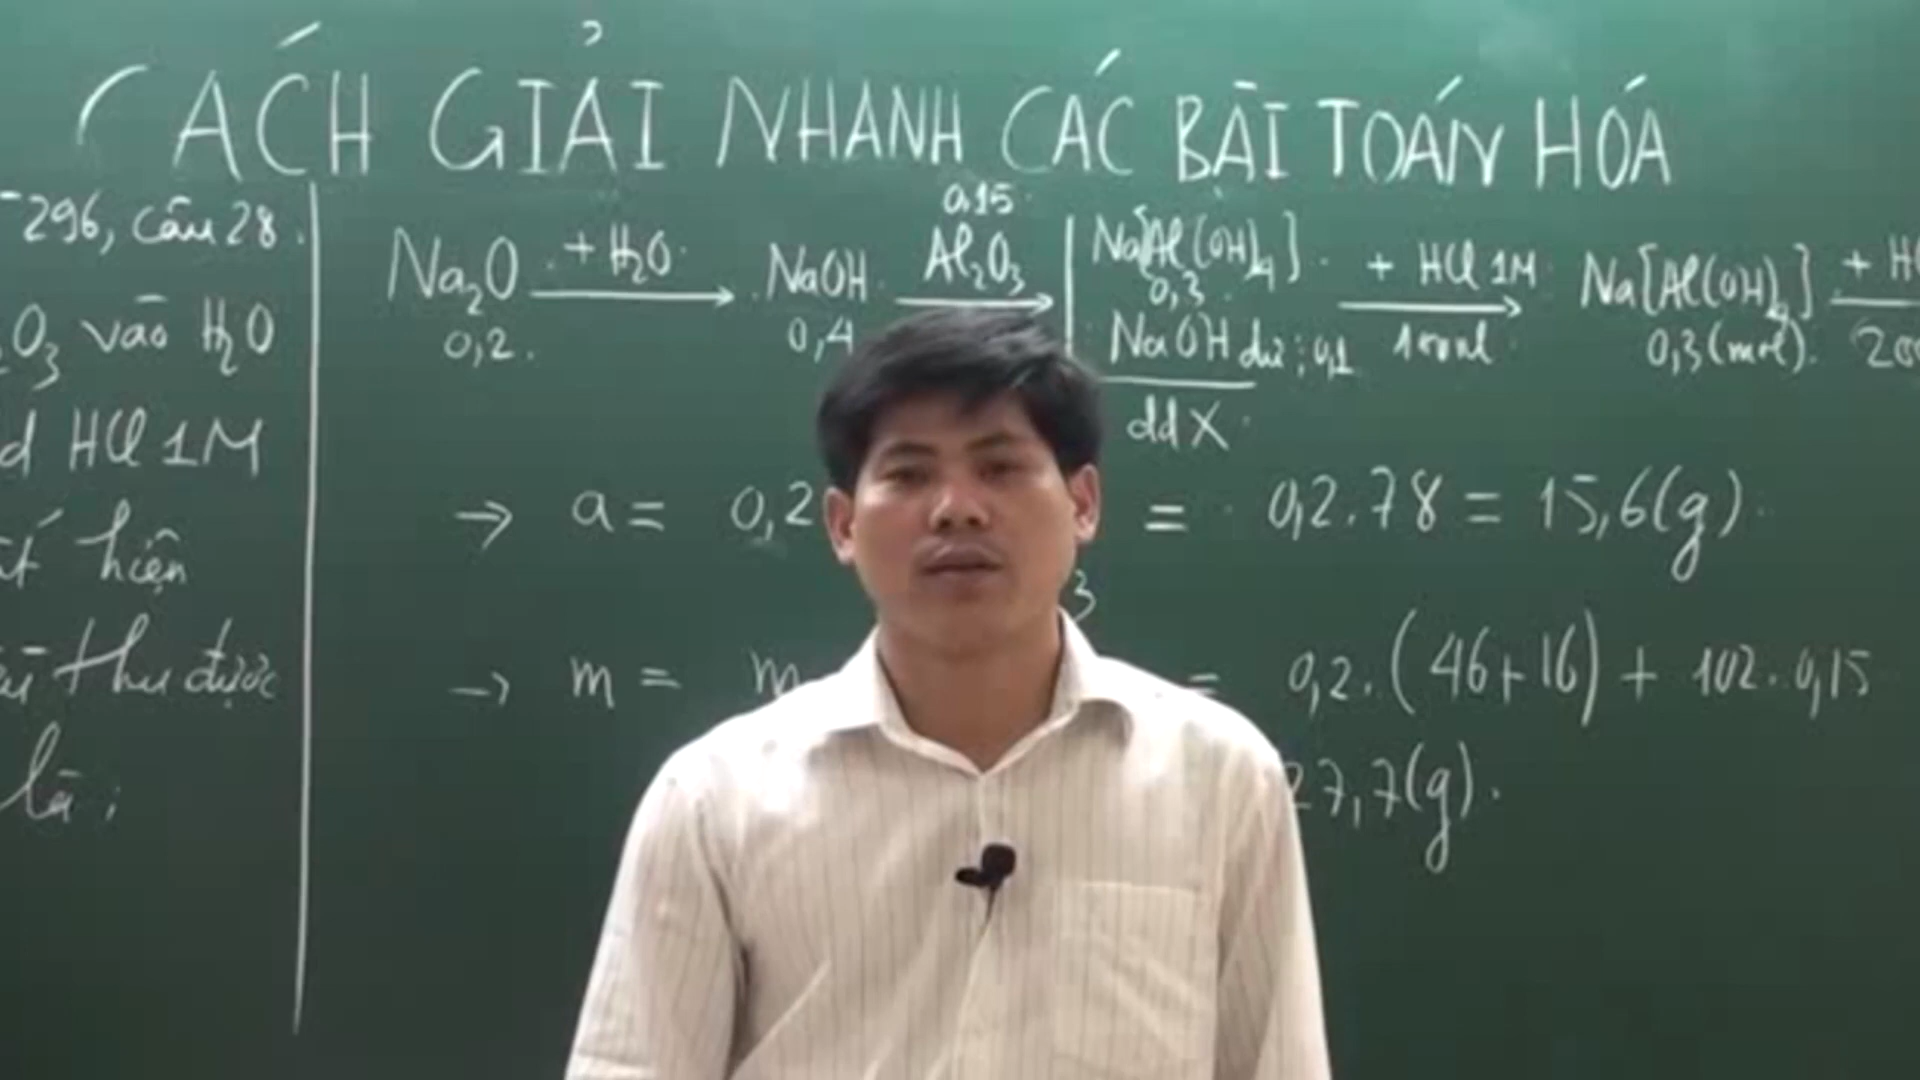 CÁCH GIẢI NHANH CÁC BÀI TOÁN HÓA
296, câu 28.
O₃ vào H₂O
d HCl 1M
hiện
thu được
là:
0,15
Na₂O + H₂O → NaOH Al₂O₃ → Na[Al(OH)₄] + HCl 1M → Na[Al(OH)₄] + H
0,2. 0,4 0,3 100ml 0,3 (mol). 200
NaOH dư: 0,1
dd X
→ a = 0,2 = 0,2.78 = 15,6(g).
3
→ m = m = 0,2.(46+16) + 102.0,15
27,7(g).